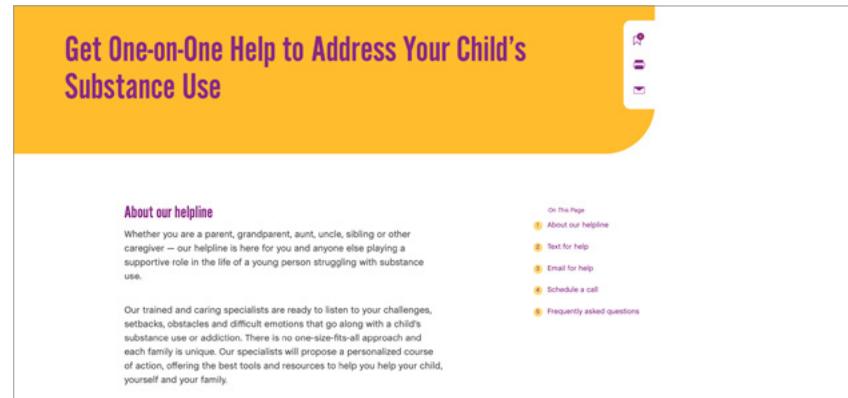 Get One-on-One Help to Address Your Child's
Substance Use
About our helpline
Whether you are a parent, grandparent, aunt, uncle, sibling or other
caregiver — our helpline is here for you and anyone else playing a
supportive role in the life of a young person struggling with substance
use.
Our trained and caring specialists are ready to listen to your challenges,
setbacks, obstacles and difficult emotions that go along with a child's
substance use or addiction. There is no one-size-fits-all approach and
each family is unique. Our specialists will propose a personalized course
of action, offering the best tools and resources to help you help your child,
yourself and your family.
On This Page
1 About our helpline
2 Text for help
3 Email for help
4 Schedule a call
5 Frequently asked questions